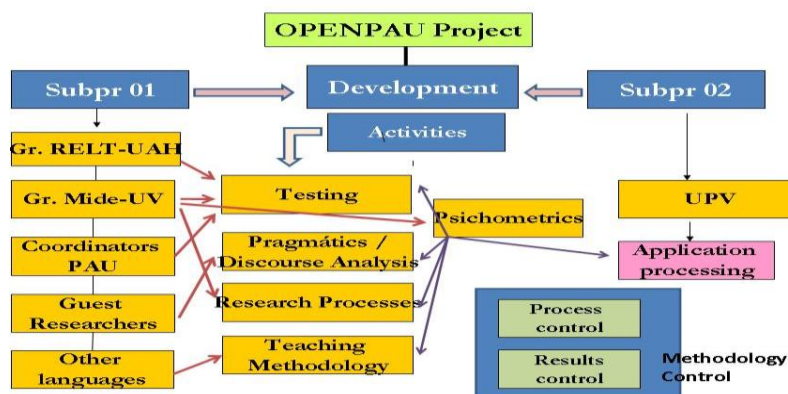 OPENPAU Project
Subpr 01
Development
Subpr 02
Activities
Gr. RELT-UAH
Gr. Mide-UV
Testing
UPV
Psichometrics
Coordinators
PAU
Pragmátics /
Discourse Analysis
Application
processing
Guest
Researchers
Research Processes
Process
control
Other
languages
Teaching
Methodology
Results
control
Methodology
Control